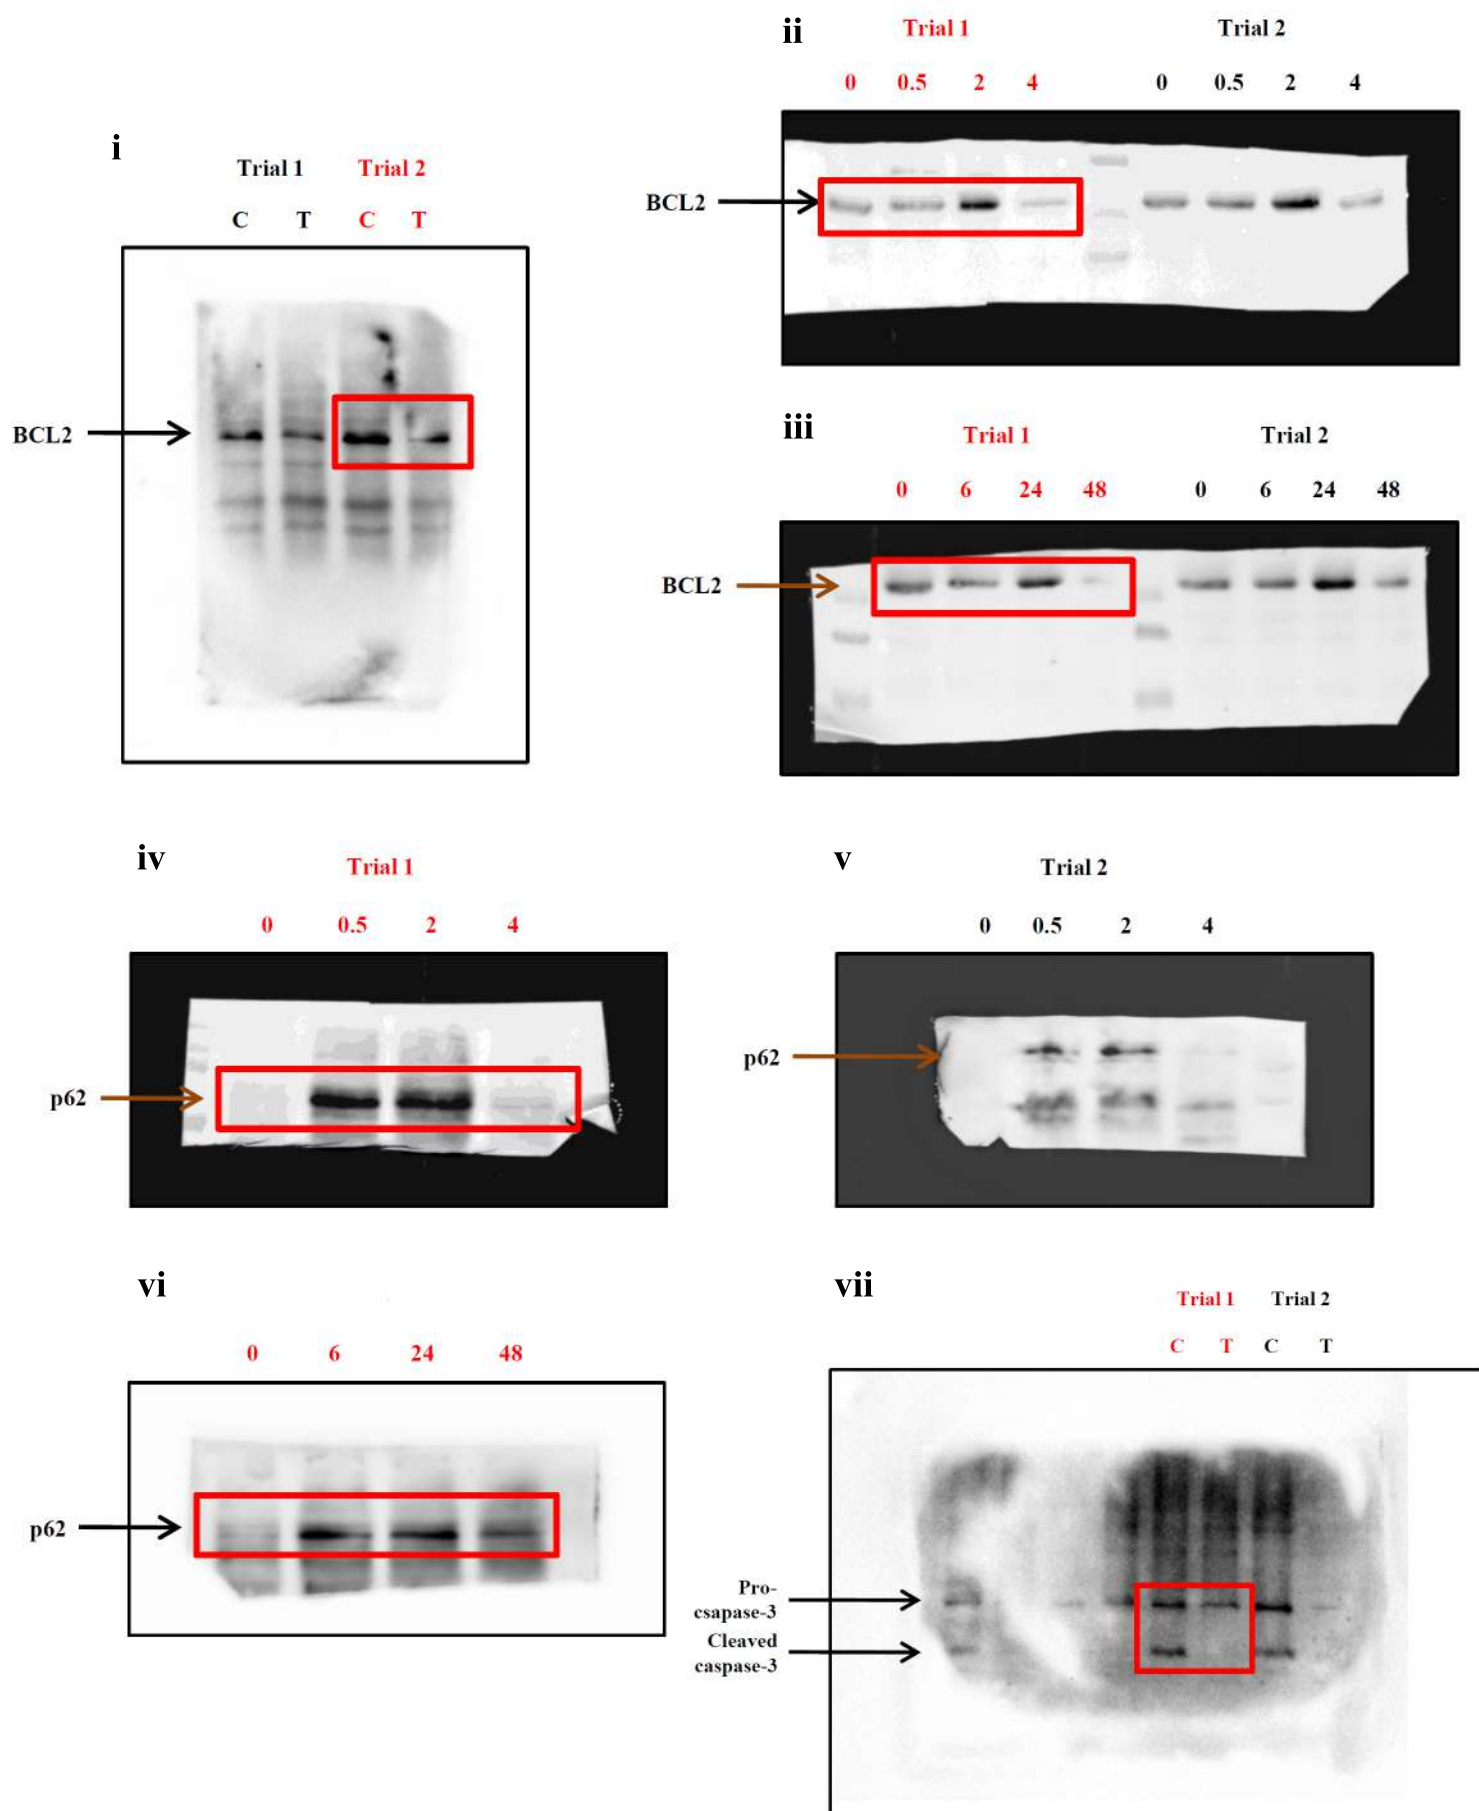 i
Trial 1 Trial 2
C T C T
BCL2
ii
Trial 1 Trial 2
0 0.5 2 4 0 0.5 2 4
BCL2
iii
Trial 1 Trial 2
0 6 24 48 0 6 24 48
BCL2
iv
Trial 1
0 0.5 2 4
p62
v
Trial 2
0 0.5 2 4
p62
vi
0 6 24 48
p62
vii
Trial 1 Trial 2
C T C T
Pro-
csapase-3
Cleaved
caspase-3